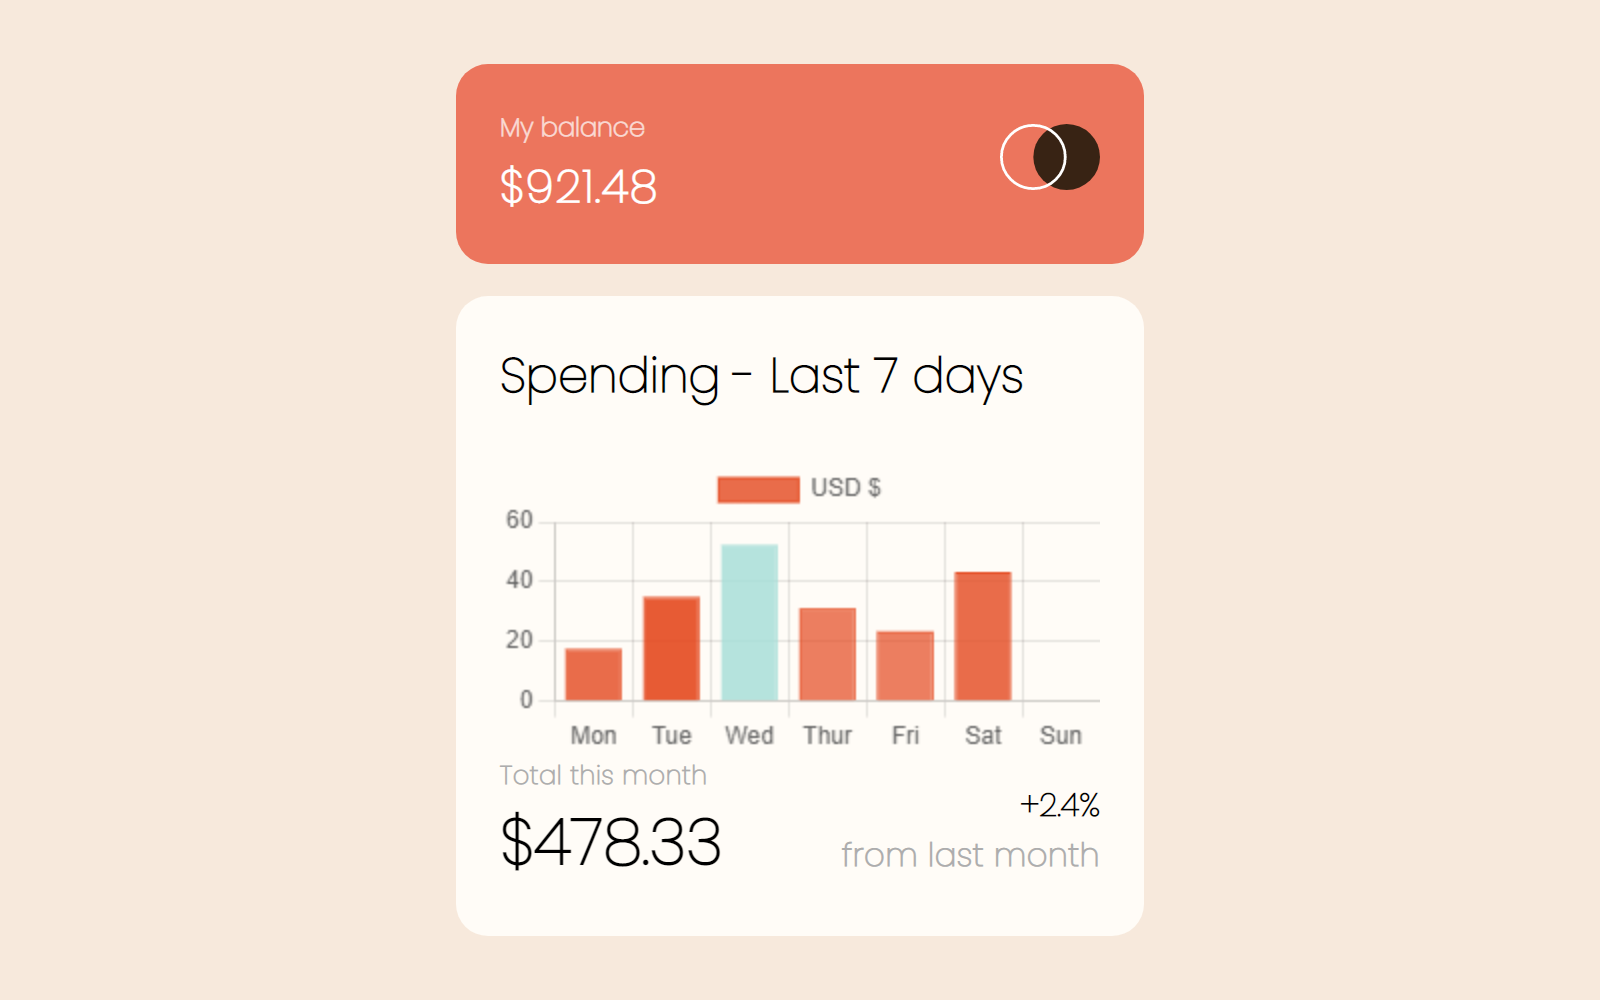 My balance
$921.48
Spending - Last 7 days
USD $
60
40
20
0
Mon Tue Wed Thur Fri Sat Sun
Total this month
$478.33
+2.4%
from last month